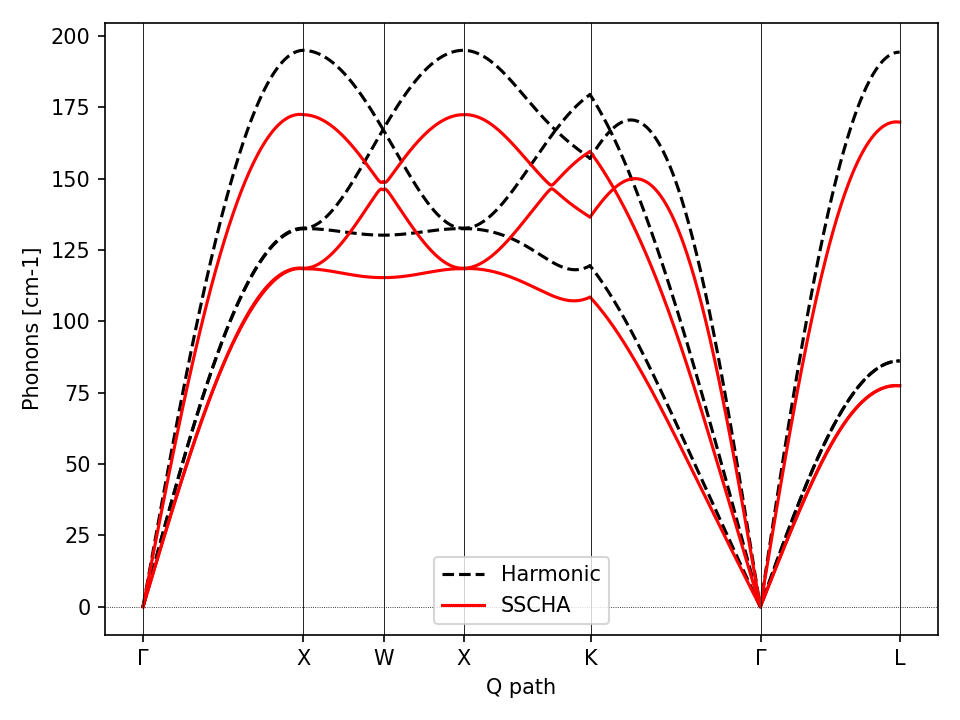 Phonons [cm-1]
200
175
150
125
100
75
50
25
0
Harmonic
SSCHA
Γ X W X K Γ L
Q path